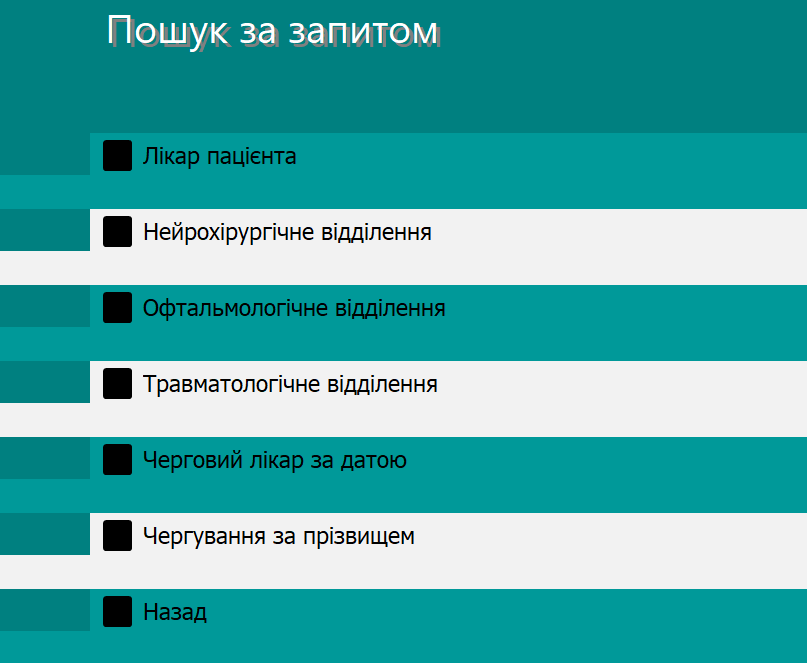 Пошук за запитом
Лікар пацієнта
Нейрохірургічне відділення
Офтальмологічне відділення
Травматологічне відділення
Черговий лікар за датою
Чергування за прізвищем
Назад